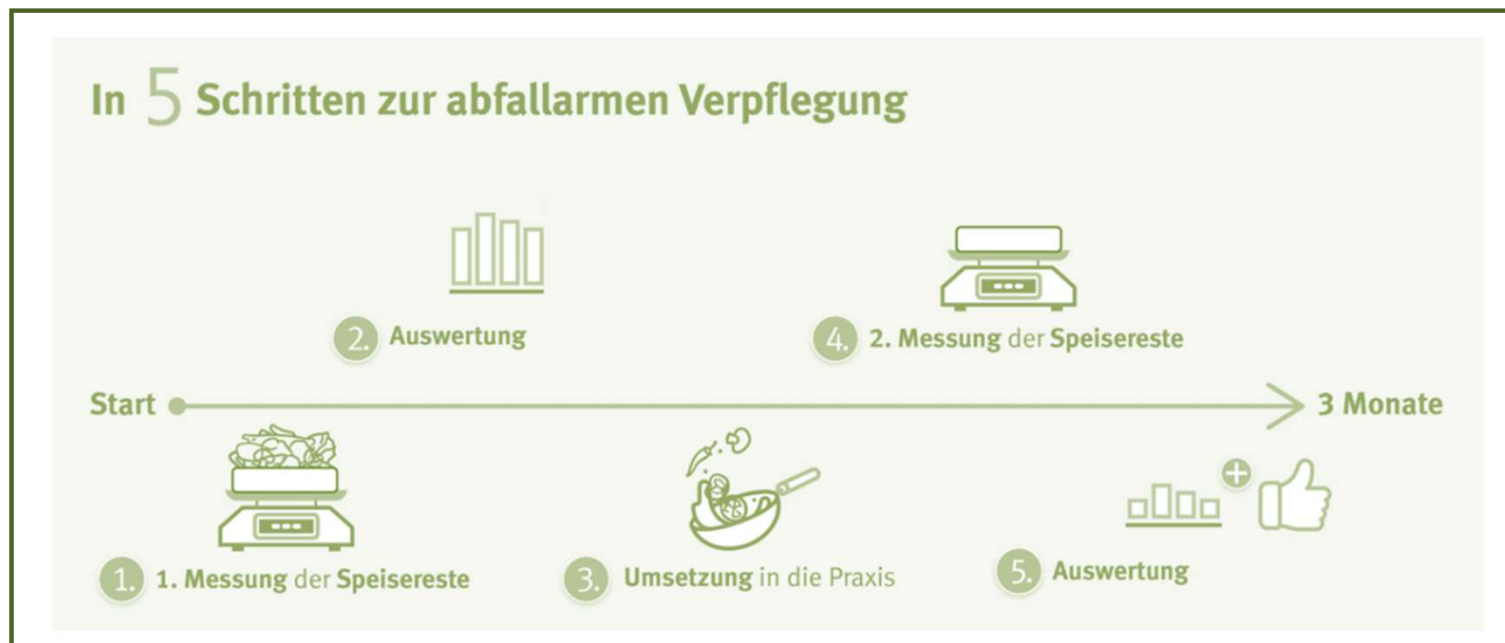 In 5 Schritten zur abfallarmen Verpflegung
2. Auswertung
4. 2. Messung der Speisereste
Start
3 Monate
1. 1. Messung der Speisereste
3. Umsetzung in die Praxis
5. Auswertung